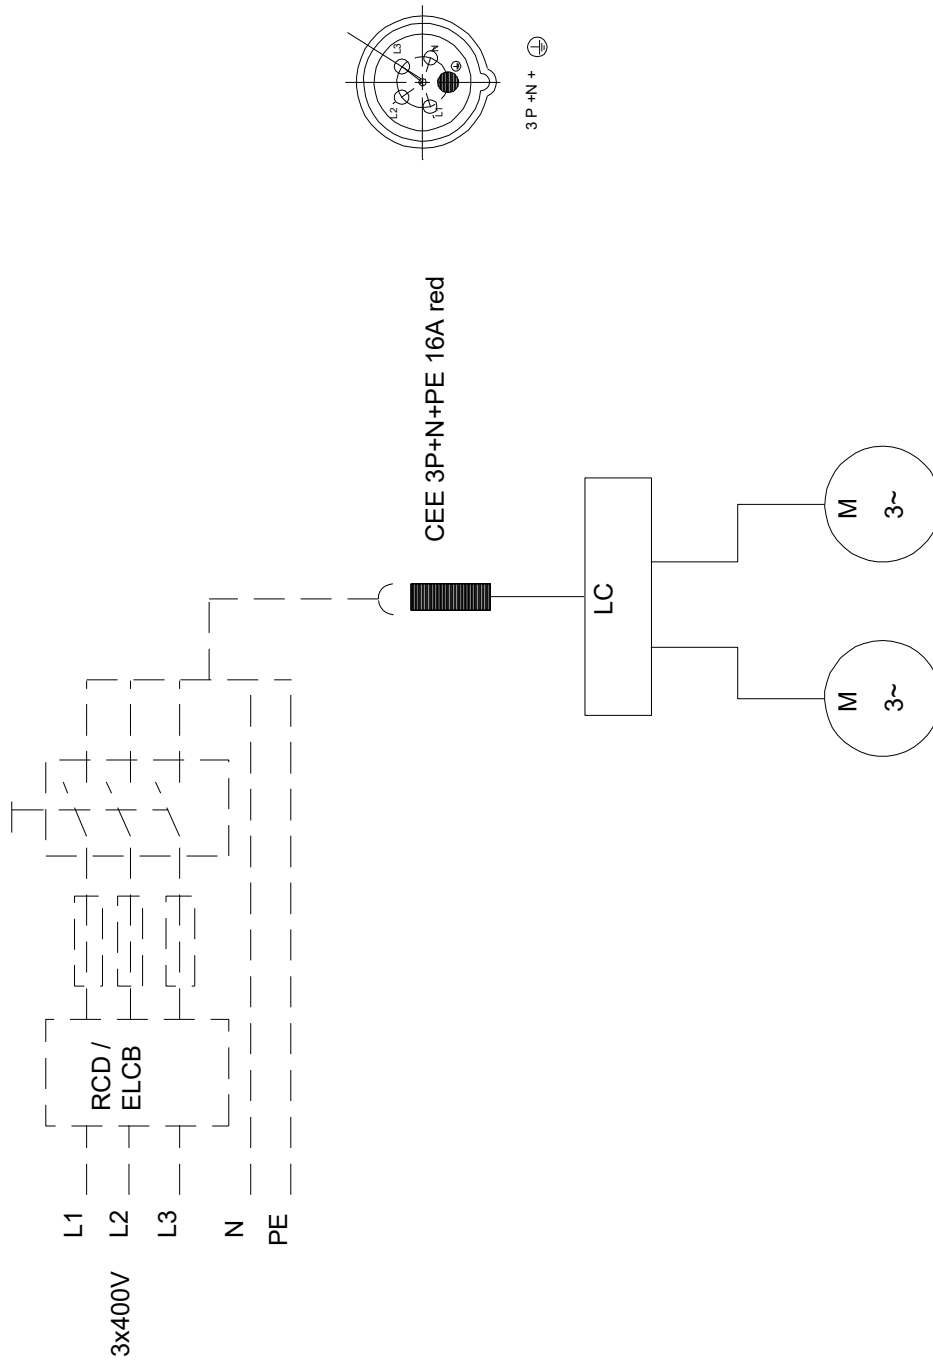 3x400V
L1
L2
L3
N
PE
RCD /
ELCB
CEE 3P+N+PE 16A red
LC
M
3~
M
3~
L1
L2
L3
N
3 P +N +